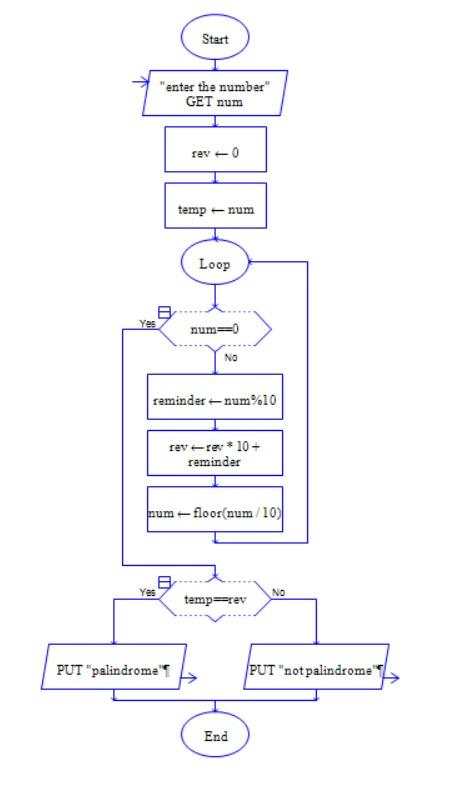 Start
"enter the number"
GET num
rev ← 0
temp ← num
Loop
Yes
num==0
No
reminder ← num%10
rev ← rev * 10 +
reminder
num ← floor(num / 10)
Yes
temp==rev
No
PUT "palindrome"¶
PUT "not palindrome"¶
End